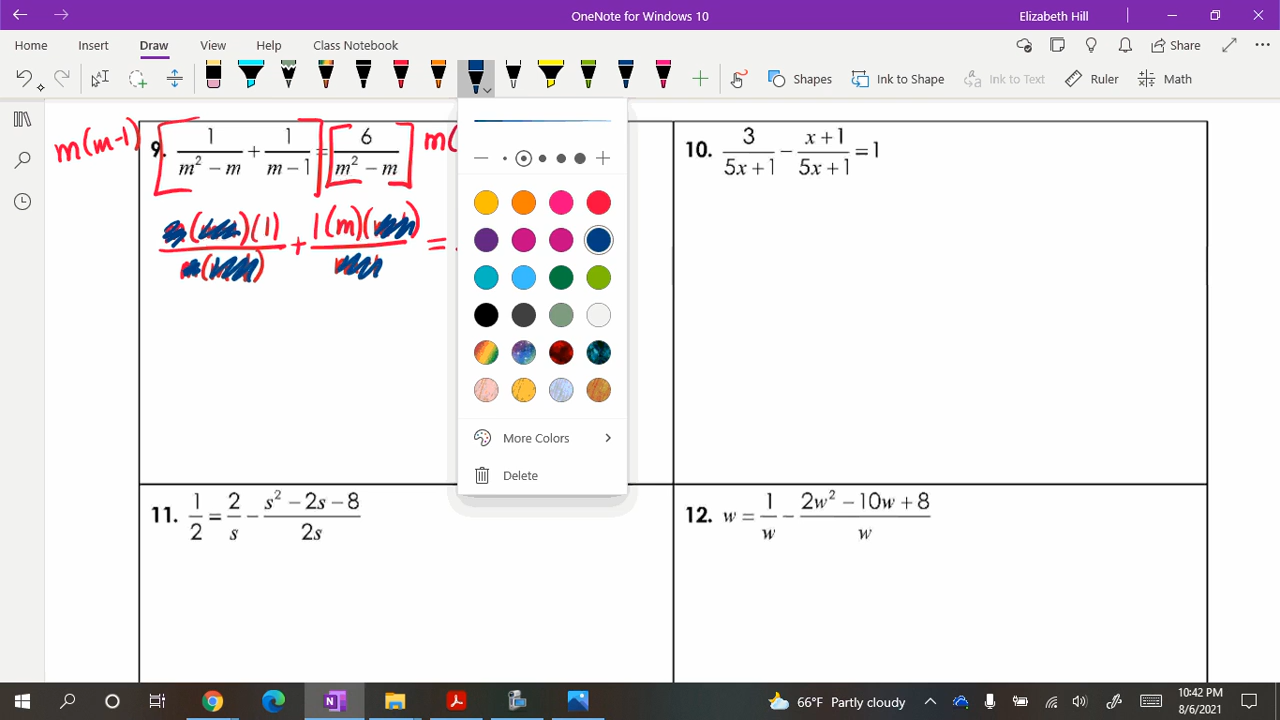 OneNote for Windows 10
Elizabeth Hill
Home Insert Draw View Help Class Notebook
Share
Shapes Ink to Shape Ink to Text Ruler Math
m(m-1) 9. [1/(m² − m) + 1/(m − 1)] = [6/(m² − m)] m(
(1) + 1(m) =
10. 3/(5x + 1) − (x + 1)/(5x + 1) = 1
More Colors
Delete
11. 1/2 = 2/s − (s² − 2s − 8)/2s
12. w = 1/w − (2w² − 10w + 8)/w
66°F Partly cloudy
10:42 PM
8/6/2021